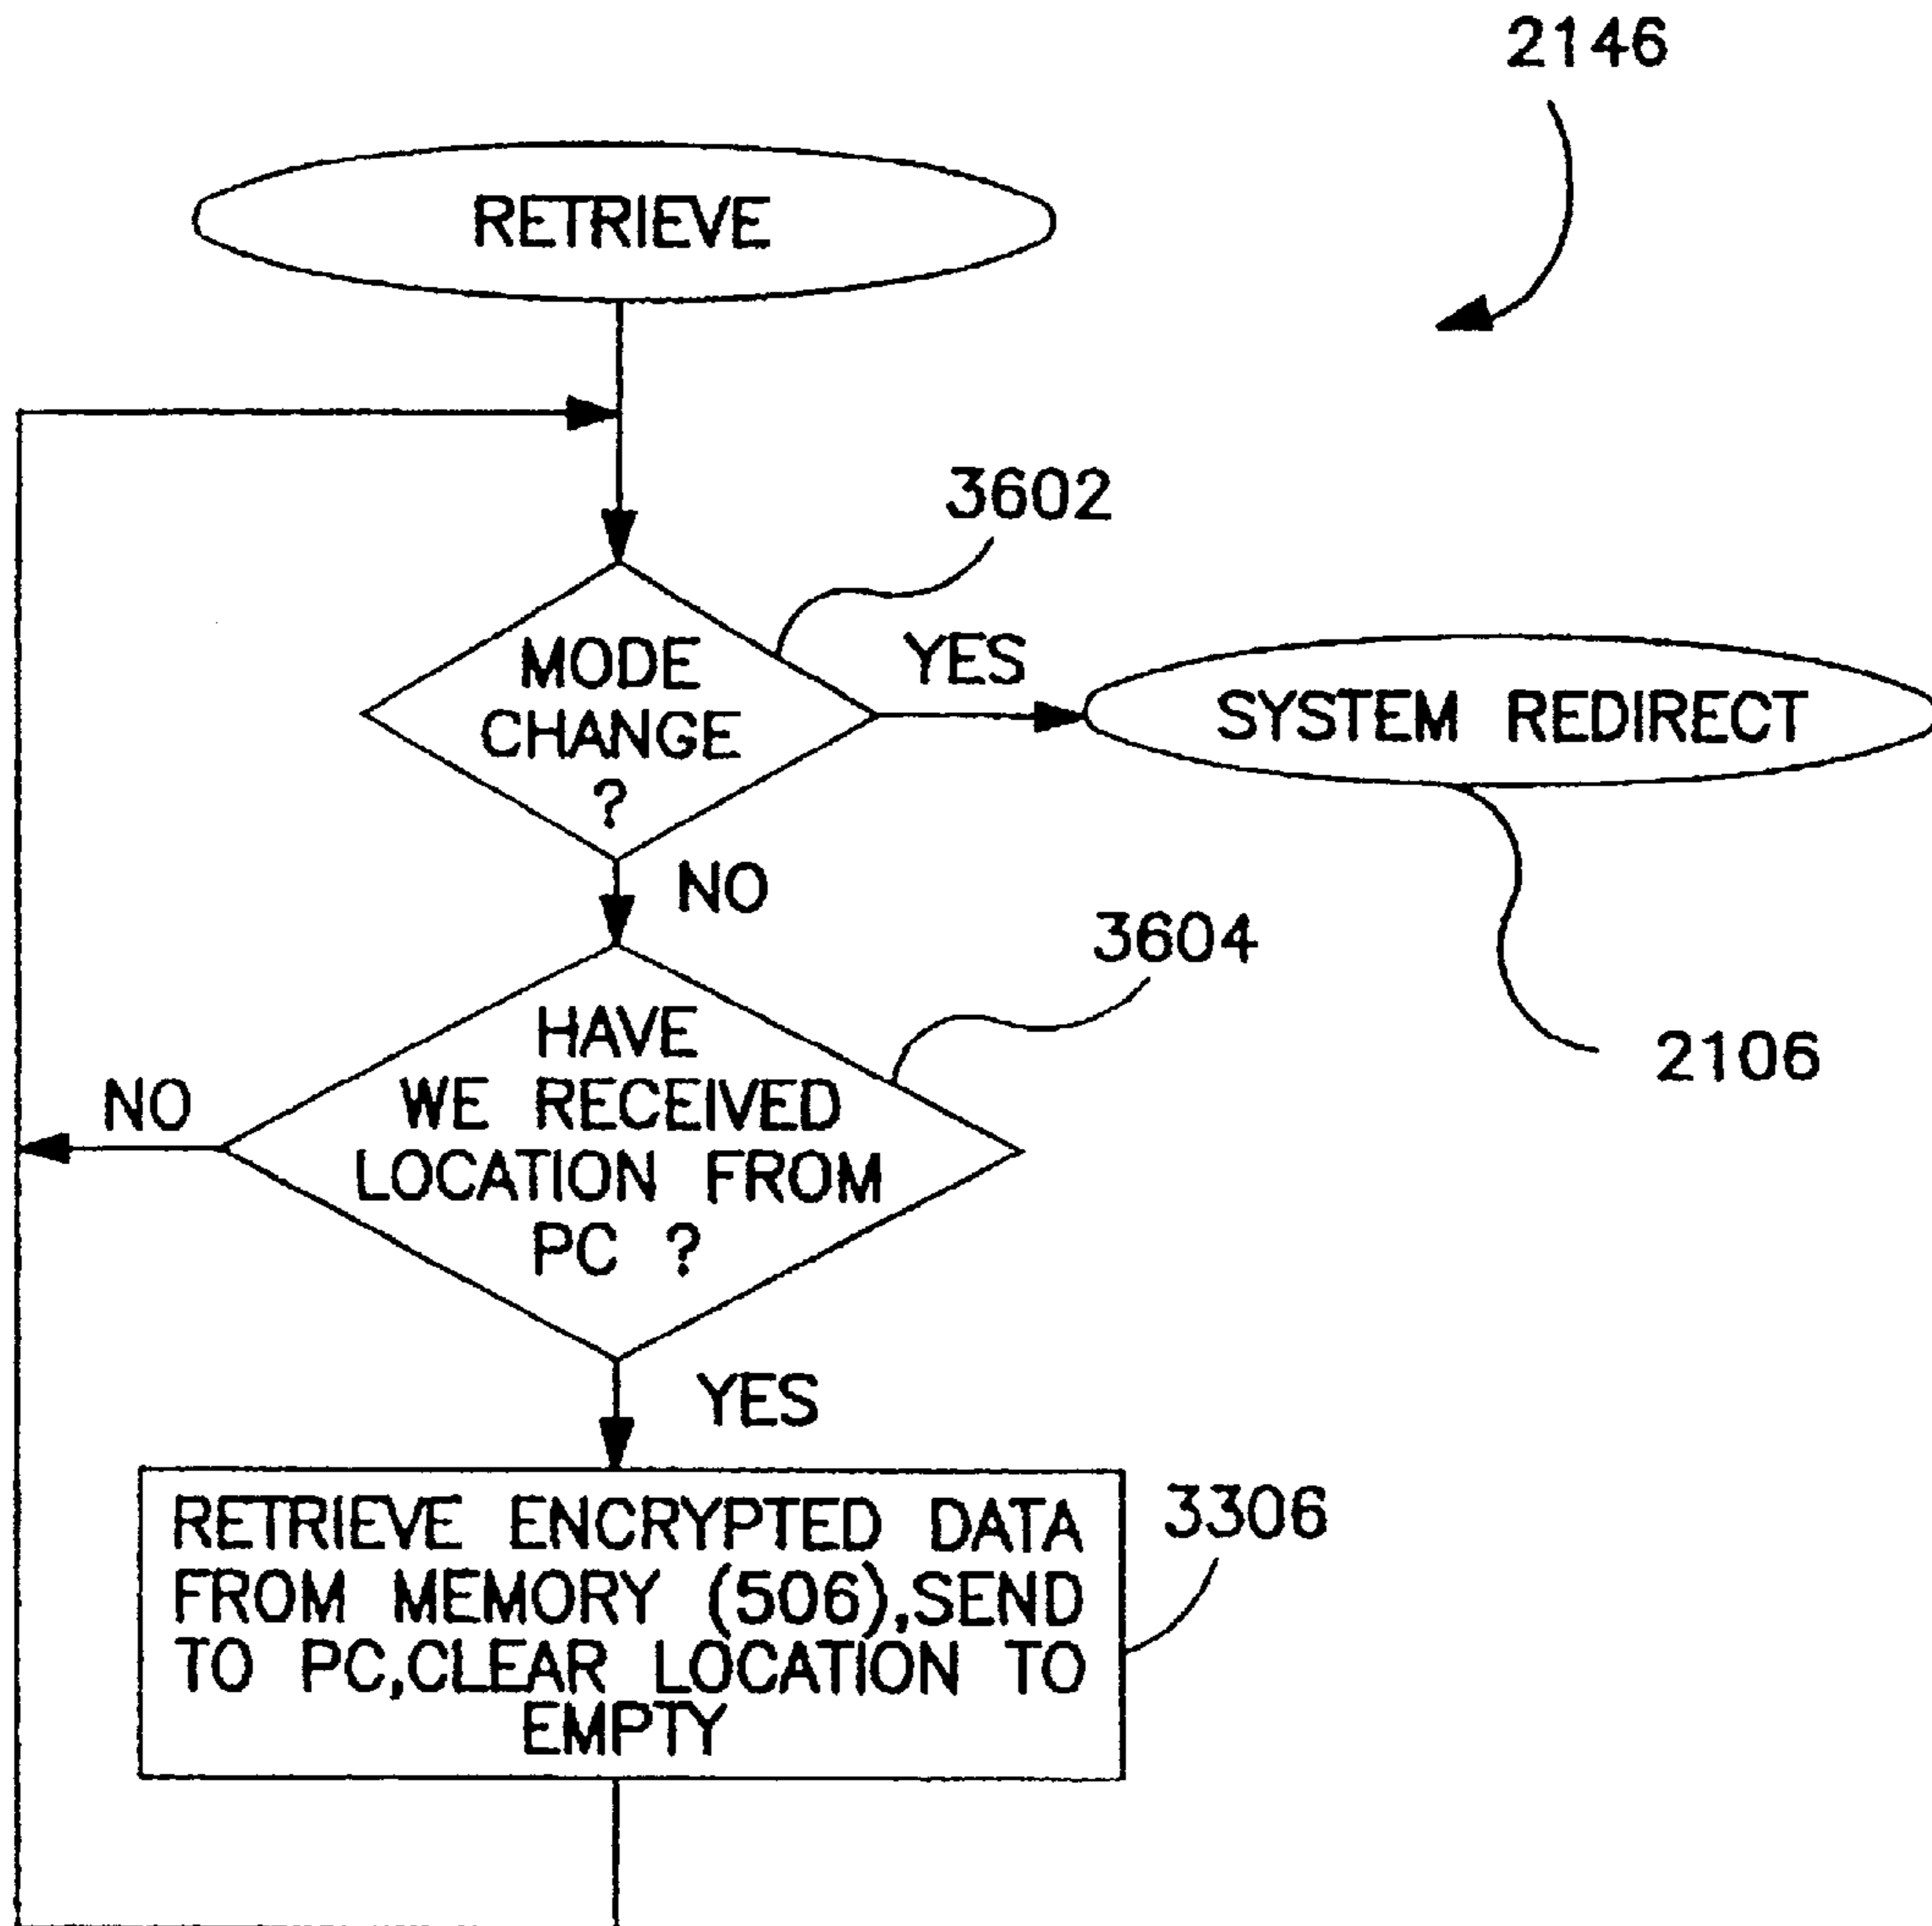 2146
RETRIEVE
3602
MODE
CHANGE
?
YES
SYSTEM REDIRECT
2106
NO
3604
HAVE
WE RECEIVED
LOCATION FROM
PC ?
NO
YES
RETRIEVE ENCRYPTED DATA
FROM MEMORY (506),SEND
TO PC,CLEAR LOCATION TO
EMPTY
3306